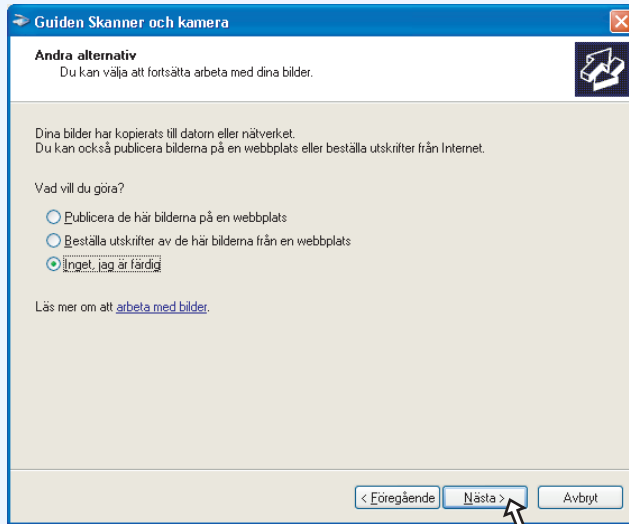 Guiden Skanner och kamera
Andra alternativ
Du kan välja att fortsätta arbeta med dina bilder.
Dina bilder har kopierats till datorn eller nätverket.
Du kan också publicera bilderna på en webbplats eller beställa utskrifter från Internet.
Vad vill du göra?
Publicera de här bilderna på en webbplats
Beställa utskrifter av de här bilderna från en webbplats
Inget, jag är färdig
Läs mer om att arbeta med bilder.
< Föregående Nästa > Avbryt